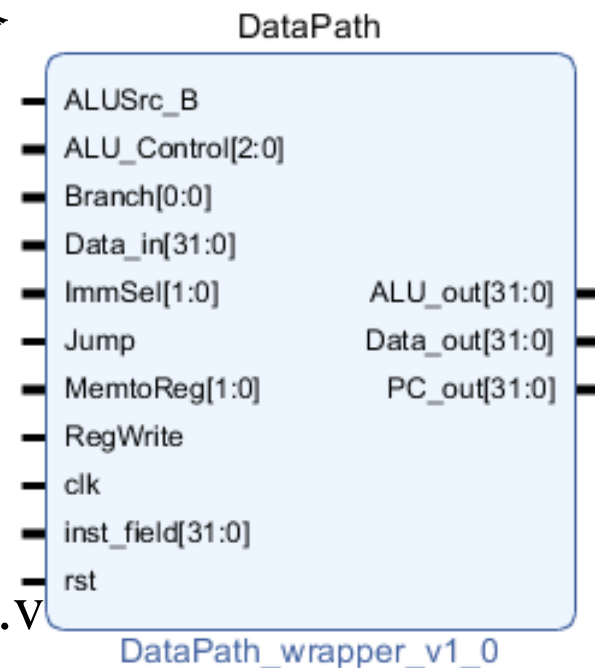 DataPath
ALUSrc_B
ALU_Control[2:0]
Branch[0:0]
Data_in[31:0]
ImmSel[1:0]
ALU_out[31:0]
Jump
Data_out[31:0]
MemtoReg[1:0]
PC_out[31:0]
RegWrite
clk
inst_field[31:0]
rst
.v
DataPath_wrapper_v1_0